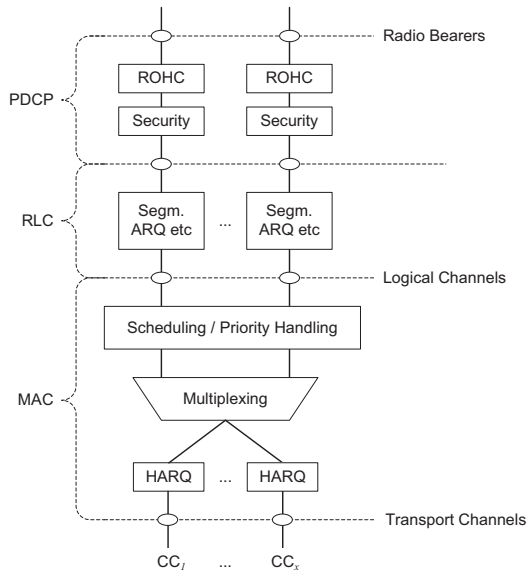 Radio Bearers
ROHC ROHC
PDCP
Security Security
RLC
Segm. ARQ etc ... Segm. ARQ etc
Logical Channels
Scheduling / Priority Handling
Multiplexing
MAC
HARQ ... HARQ
Transport Channels
CC1 ... CCx